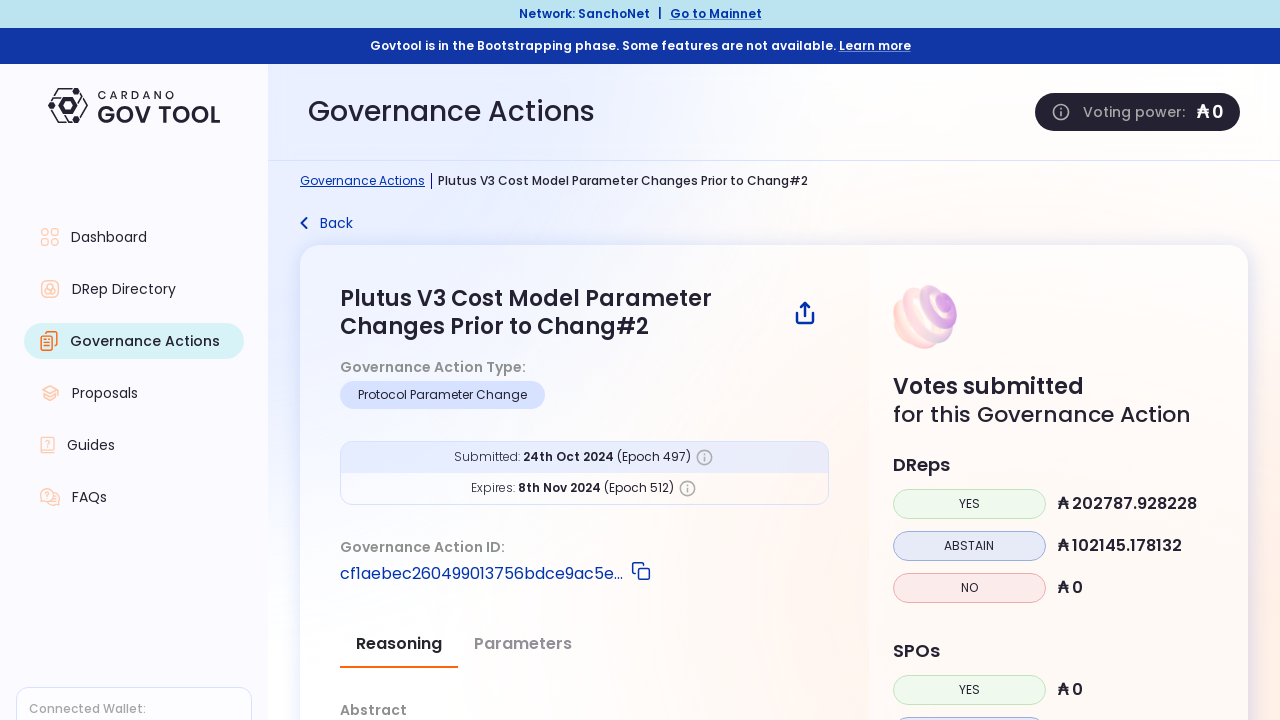 Network: SanchoNet | Go to Mainnet
Govtool is in the Bootstrapping phase. Some features are not available. Learn more
CARDANO
GOV TOOL
Governance Actions
Voting power: ₳ 0
Governance Actions | Plutus V3 Cost Model Parameter Changes Prior to Chang#2
Dashboard
DRep Directory
Governance Actions
Proposals
Guides
FAQs
Connected Wallet:
Back
Plutus V3 Cost Model Parameter
Changes Prior to Chang#2
Governance Action Type:
Protocol Parameter Change
Submitted: 24th Oct 2024 (Epoch 497)
Expires: 8th Nov 2024 (Epoch 512)
Governance Action ID:
cf1aebec260499013756bdce9ac5e...
Reasoning Parameters
Abstract
Votes submitted
for this Governance Action
DReps
YES ₳ 202787.928228
ABSTAIN ₳ 102145.178132
NO ₳ 0
SPOs
YES ₳ 0